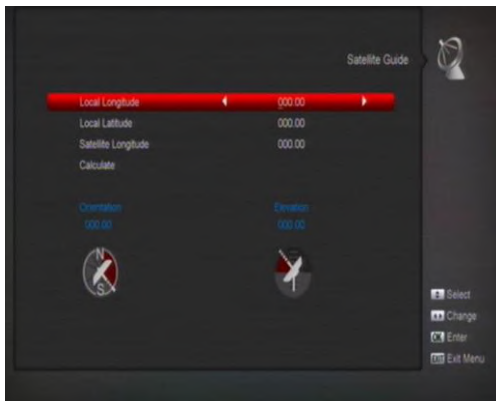 Satellite Guide
Local Longitude 000.00
Local Latitude 000.00
Satellite Longitude 000.00
Calculate
Orientation Elevation
000.00 000.00
N
S
Select
Change
OK Enter
EXIT Exit Menu